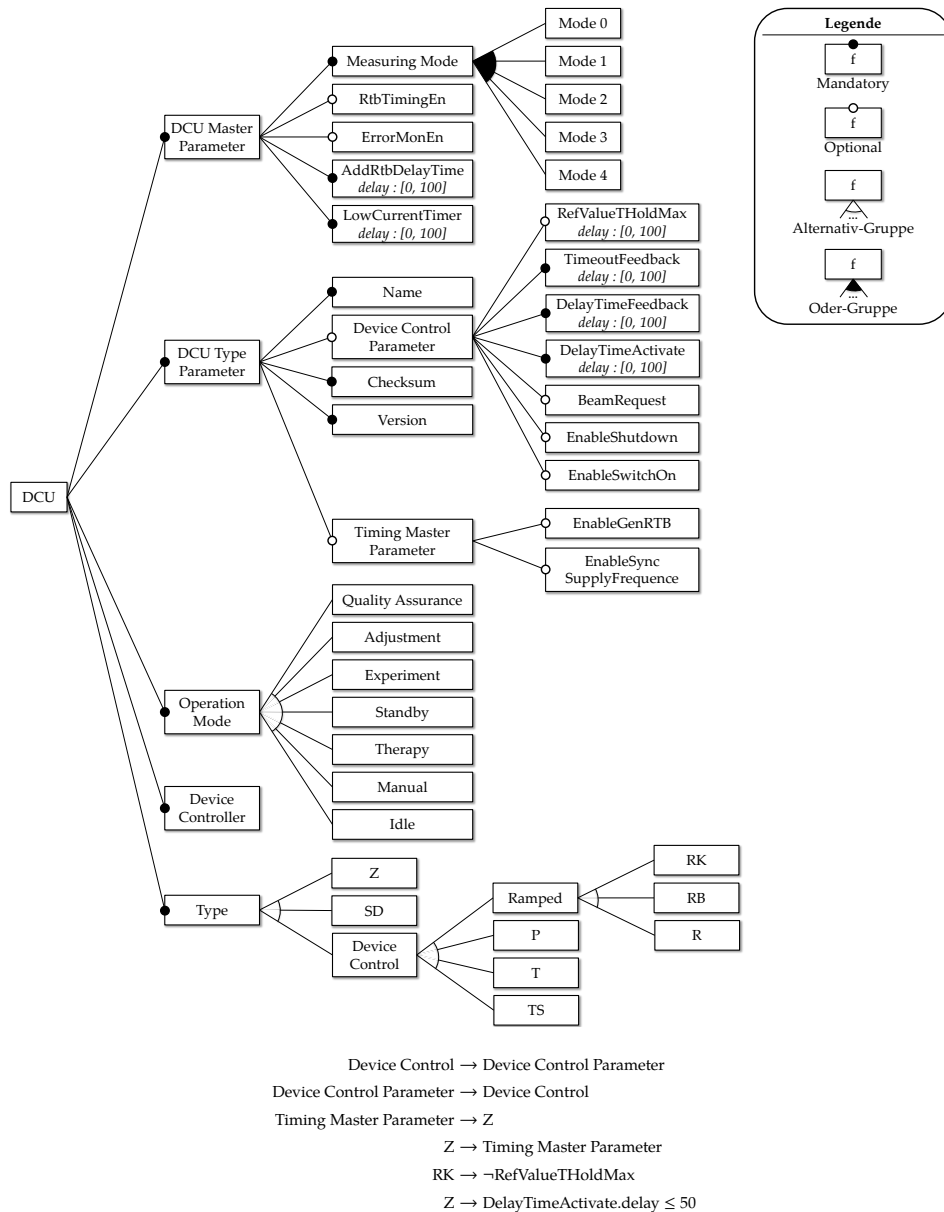 Legende
f
Mandatory
f
Optional
f
...
Alternativ-Gruppe
f
...
Oder-Gruppe
DCU
DCU Master
Parameter
Measuring Mode
Mode 0
Mode 1
Mode 2
Mode 3
Mode 4
RtbTimingEn
ErrorMonEn
AddRtbDelayTime
delay : [0, 100]
LowCurrentTimer
delay : [0, 100]
DCU Type
Parameter
Name
Device Control
Parameter
RefValueTHoldMax
delay : [0, 100]
TimeoutFeedback
delay : [0, 100]
DelayTimeFeedback
delay : [0, 100]
DelayTimeActivate
delay : [0, 100]
BeamRequest
EnableShutdown
EnableSwitchOn
Checksum
Version
Timing Master
Parameter
EnableGenRTB
EnableSync
SupplyFrequence
Operation
Mode
Quality Assurance
Adjustment
Experiment
Standby
Therapy
Manual
Idle
Device
Controller
Type
Z
SD
Device
Control
Ramped
RK
RB
R
P
T
TS
Device Control → Device Control Parameter
Device Control Parameter → Device Control
Timing Master Parameter → Z
Z → Timing Master Parameter
RK → ¬RefValueTHoldMax
Z → DelayTimeActivate.delay ≤ 50